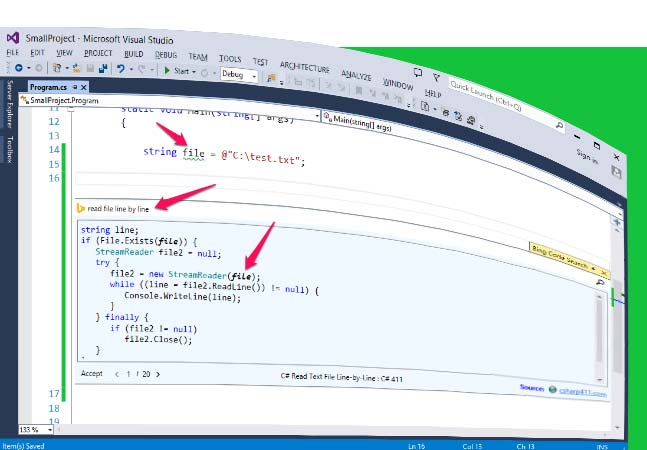 SmallProject - Microsoft Visual Studio
Quick Launch (Ctrl+Q)
FILE EDIT VIEW PROJECT BUILD DEBUG TEAM TOOLS TEST ARCHITECTURE ANALYZE WINDOW HELP
Sign in
Start Debug
Server Explorer
Toolbox
Program.cs
SmallProject.Program
Main(string[] args)
11 static void Main(string[] args)
12 {
13
14 string file = @"C:\test.txt";
15
16
read file line by line
Bing Code Search
string line;
if (File.Exists(file)) {
StreamReader file2 = null;
try {
file2 = new StreamReader(file);
while ((line = file2.ReadLine()) != null) {
Console.WriteLine(line);
}
} finally {
if (file2 != null)
file2.Close();
}
Accept < 1 / 20 > C# Read Text File Line-by-Line : C# 411
Source: csharp411.com
17
18
19
133 %
Item(s) Saved Ln 16 Col 13 Ch 13 INS